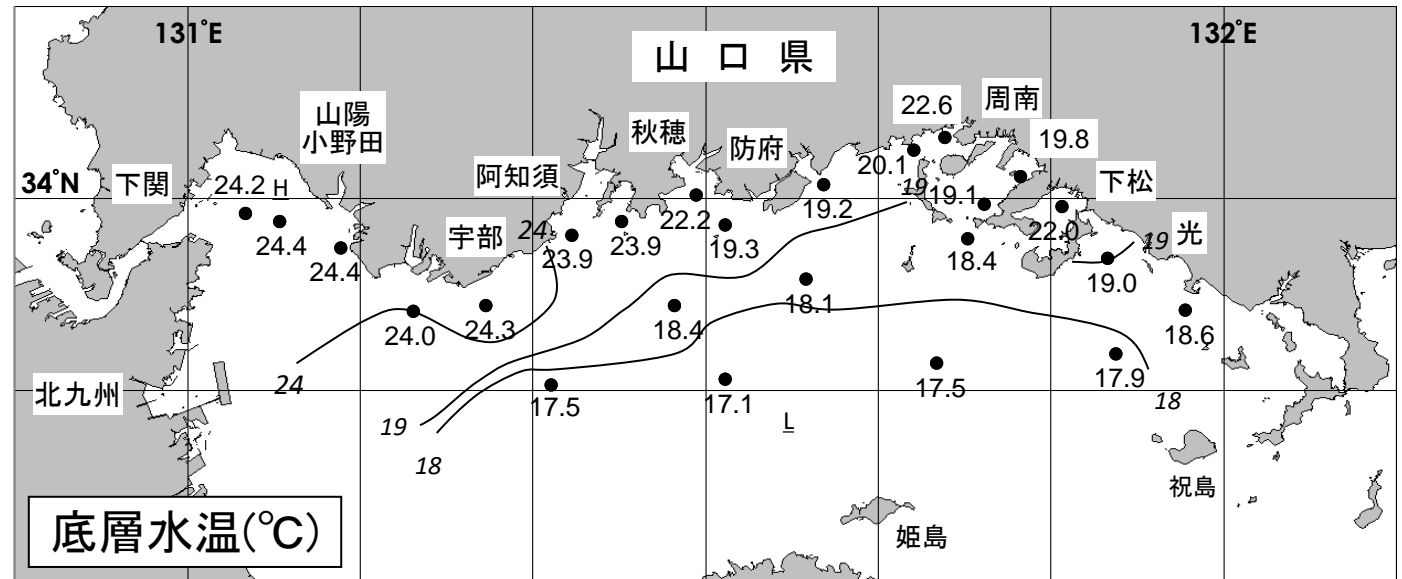 131°E
132°E
山 口 県
22.6
周南
山陽
小野田
秋穂
防府
19.8
20.1
34°N
下関
24.2
H
阿知須
19.1
19
下松
22.2
19.2
24.4
宇部
24
23.9
23.9
19.3
22.0
19
光
24.4
18.4
19.0
18.1
24.0
24.3
18.4
18.6
24
17.9
北九州
17.5
17.1
17.5
18
19
L
18
祝島
底層水温(℃)
姫島